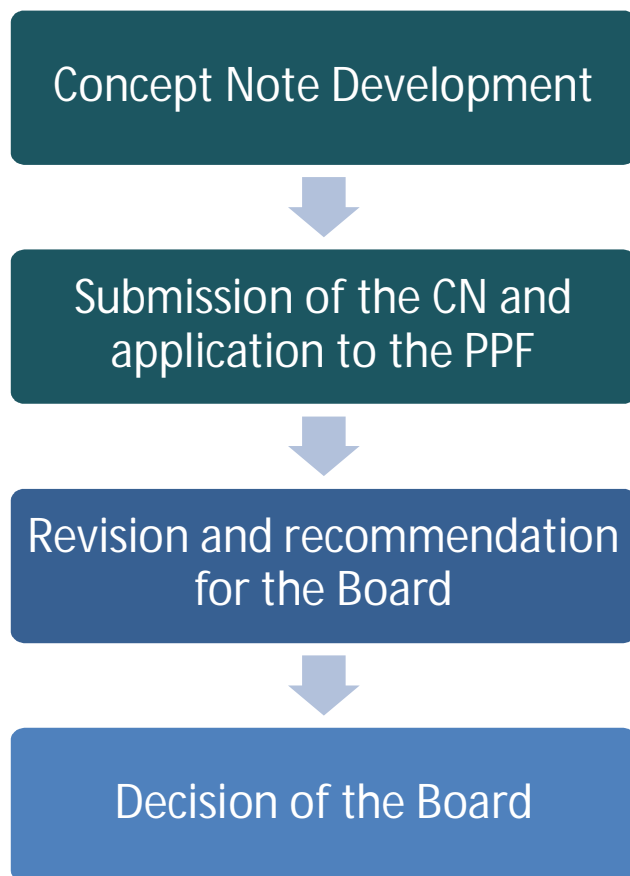 Concept Note Development
Submission of the CN and
application to the PPF
Revision and recommendation
for the Board
Decision of the Board